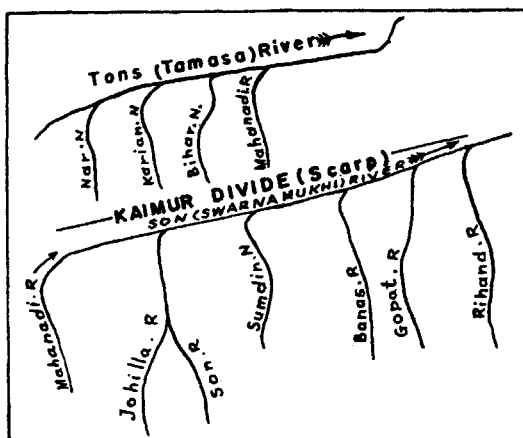 Tons (Tamasa) River
Nar. N
Karian. N
Bihar. N.
Mahanadi. R
KAIMUR DIVIDE (Scarp)
SON (SWARNAMUKHI) RIVER
Mahanadi. R
Johilla. R
Son. R
Sumdin. N
Banas. R
Gopat. R
Rihand. R